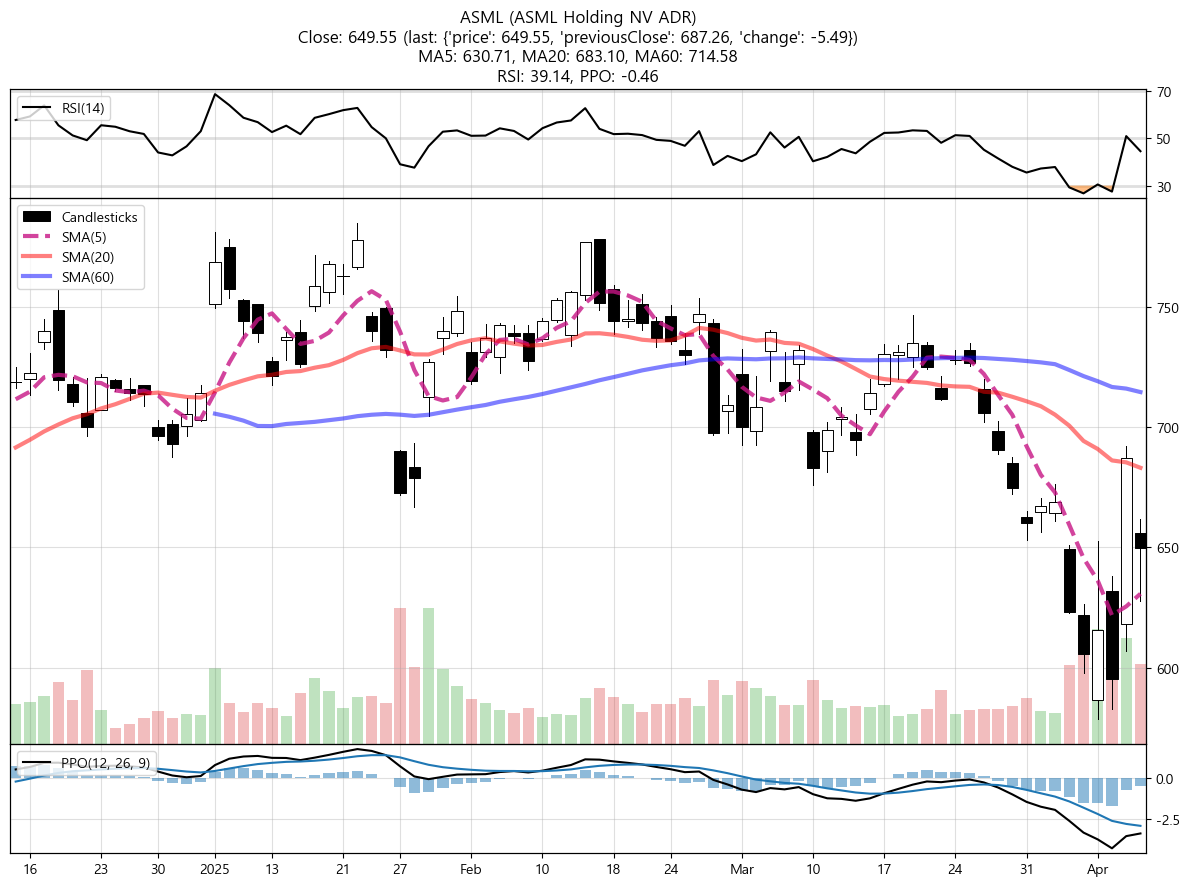 ASML (ASML Holding NV ADR)
Close: 649.55 (last: {'price': 649.55, 'previousClose': 687.26, 'change': -5.49})
MA5: 630.71, MA20: 683.10, MA60: 714.58
RSI: 39.14, PPO: -0.46
RSI(14)
70
50
30
Candlesticks
SMA(5)
SMA(20)
SMA(60)
750
700
650
600
PPO(12, 26, 9)
0.0
-2.5
16 23 30 2025 13 21 27 Feb 10 18 24 Mar 10 17 24 31 Apr